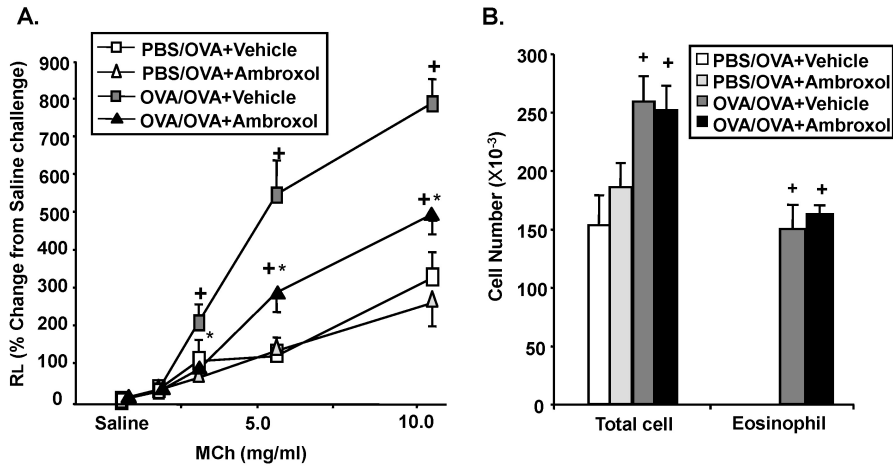 A.
PBS/OVA+Vehicle
PBS/OVA+Ambroxol
OVA/OVA+Vehicle
OVA/OVA+Ambroxol
RL (% Change from Saline challenge)
900
800
700
600
500
400
300
200
100
0
+
+
+
+*
+*
*
Saline
5.0
10.0
MCh (mg/ml)
B.
PBS/OVA+Vehicle
PBS/OVA+Ambroxol
OVA/OVA+Vehicle
OVA/OVA+Ambroxol
Cell Number (X10⁻³)
300
250
200
150
100
50
0
+ +
+ +
Total cell
Eosinophil